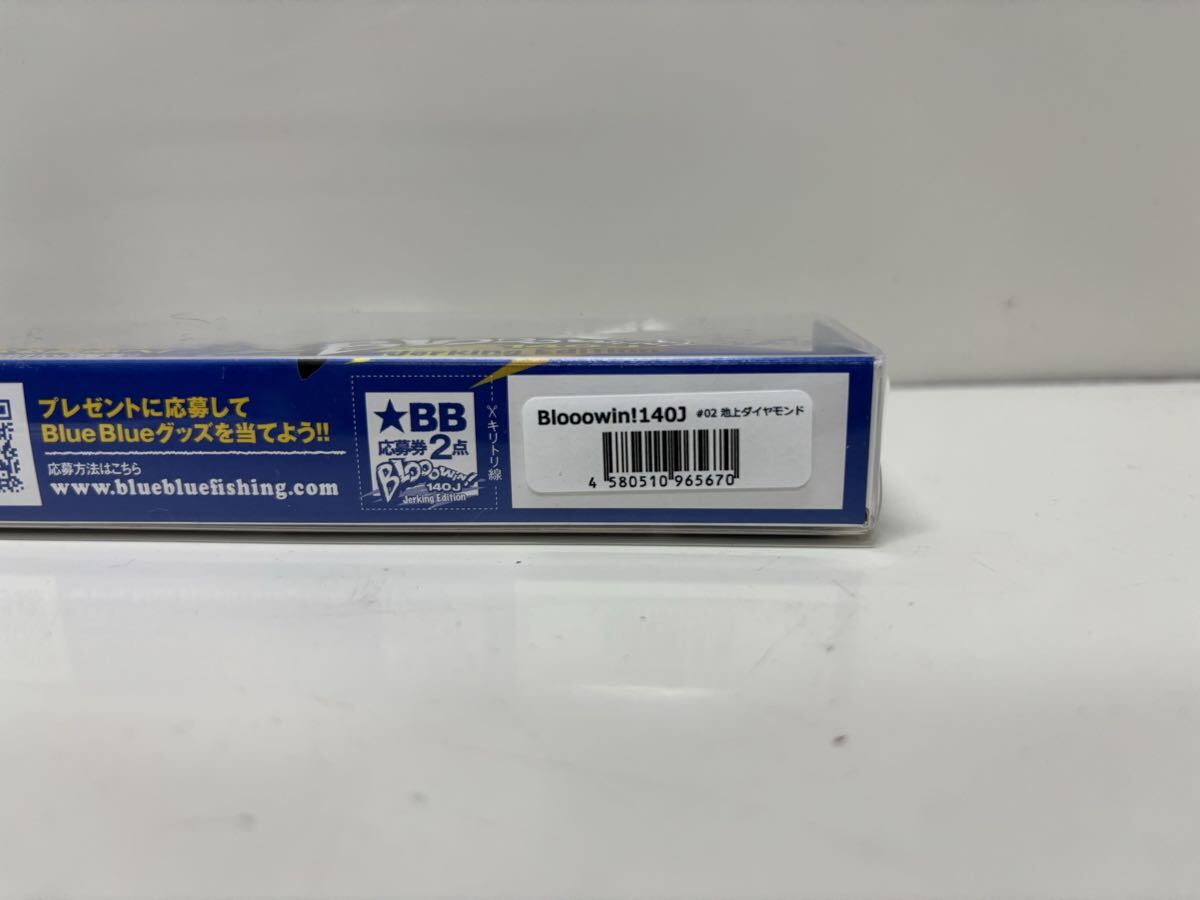 Jerking Edition
プレゼントに応募して
BlueBlueグッズを当てよう!!
応募方法はこちら
www.bluebluefishing.com
★BB
応募券2点
Blooowin!
140J
Jerking Edition
キリトリ線
Blooowin!140J #02 池上ダイヤモンド
4 580510 965670